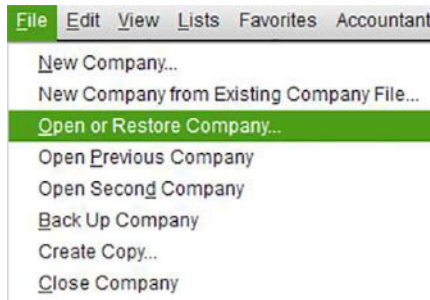 File Edit View Lists Favorites Accountant
New Company...
New Company from Existing Company File...
Open or Restore Company...
Open Previous Company
Open Second Company
Back Up Company
Create Copy...
Close Company